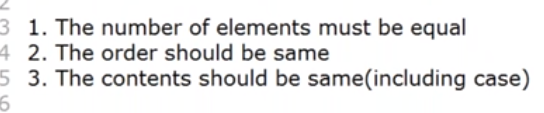 3 1. The number of elements must be equal
4 2. The order should be same
5 3. The contents should be same(including case)
6